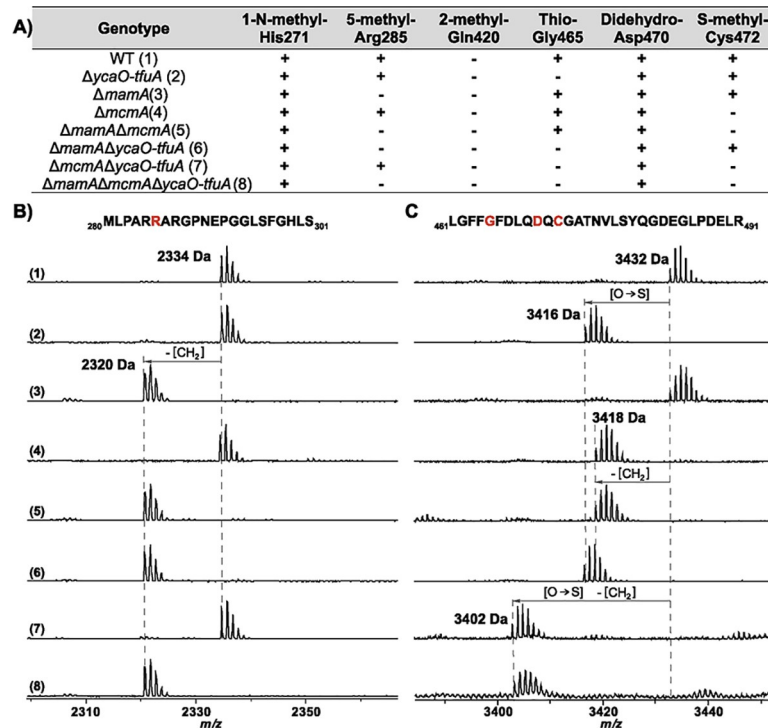 A)
Genotype 1-N-methyl-His271 5-methyl-Arg285 2-methyl-Gln420 Thio-Gly465 Didehydro-Asp470 S-methyl-Cys472
WT (1) + + - + + +
ΔycaO-tfuA (2) + + - - + +
ΔmamA(3) + - - + + +
ΔmcmA(4) + + - + + -
ΔmamAΔmcmA(5) + - - + + -
ΔmamAΔycaO-tfuA (6) + - - - + +
ΔmcmAΔycaO-tfuA (7) + + - - + -
ΔmamAΔmcmAΔycaO-tfuA(8) + - - - + -
B)
280MLPARRARGPNEPGGLSFGHLS301
2334 Da
(1)
(2)
- [CH2]
2320 Da
(3)
(4)
(5)
(6)
(7)
(8)
2310 2330 2350
m/z
C
461LGFFGFDLQDQCGATNVLSYQGDEGLPDELR491
3432 Da
[O→S]
3416 Da
3418 Da
- [CH2]
[O→S] - [CH2]
3402 Da
3400 3420 3440
m/z